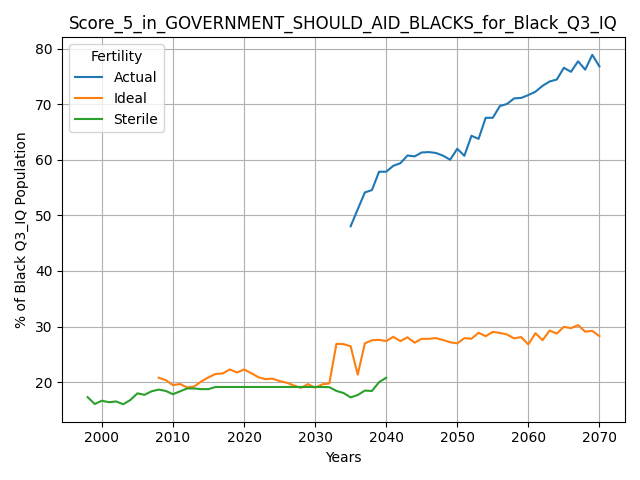 Score_5_in_GOVERNMENT_SHOULD_AID_BLACKS_for_Black_Q3_IQ
Fertility
Actual
Ideal
Sterile
% of Black Q3_IQ Population
80
70
60
50
40
30
20
2000 2010 2020 2030 2040 2050 2060 2070
Years